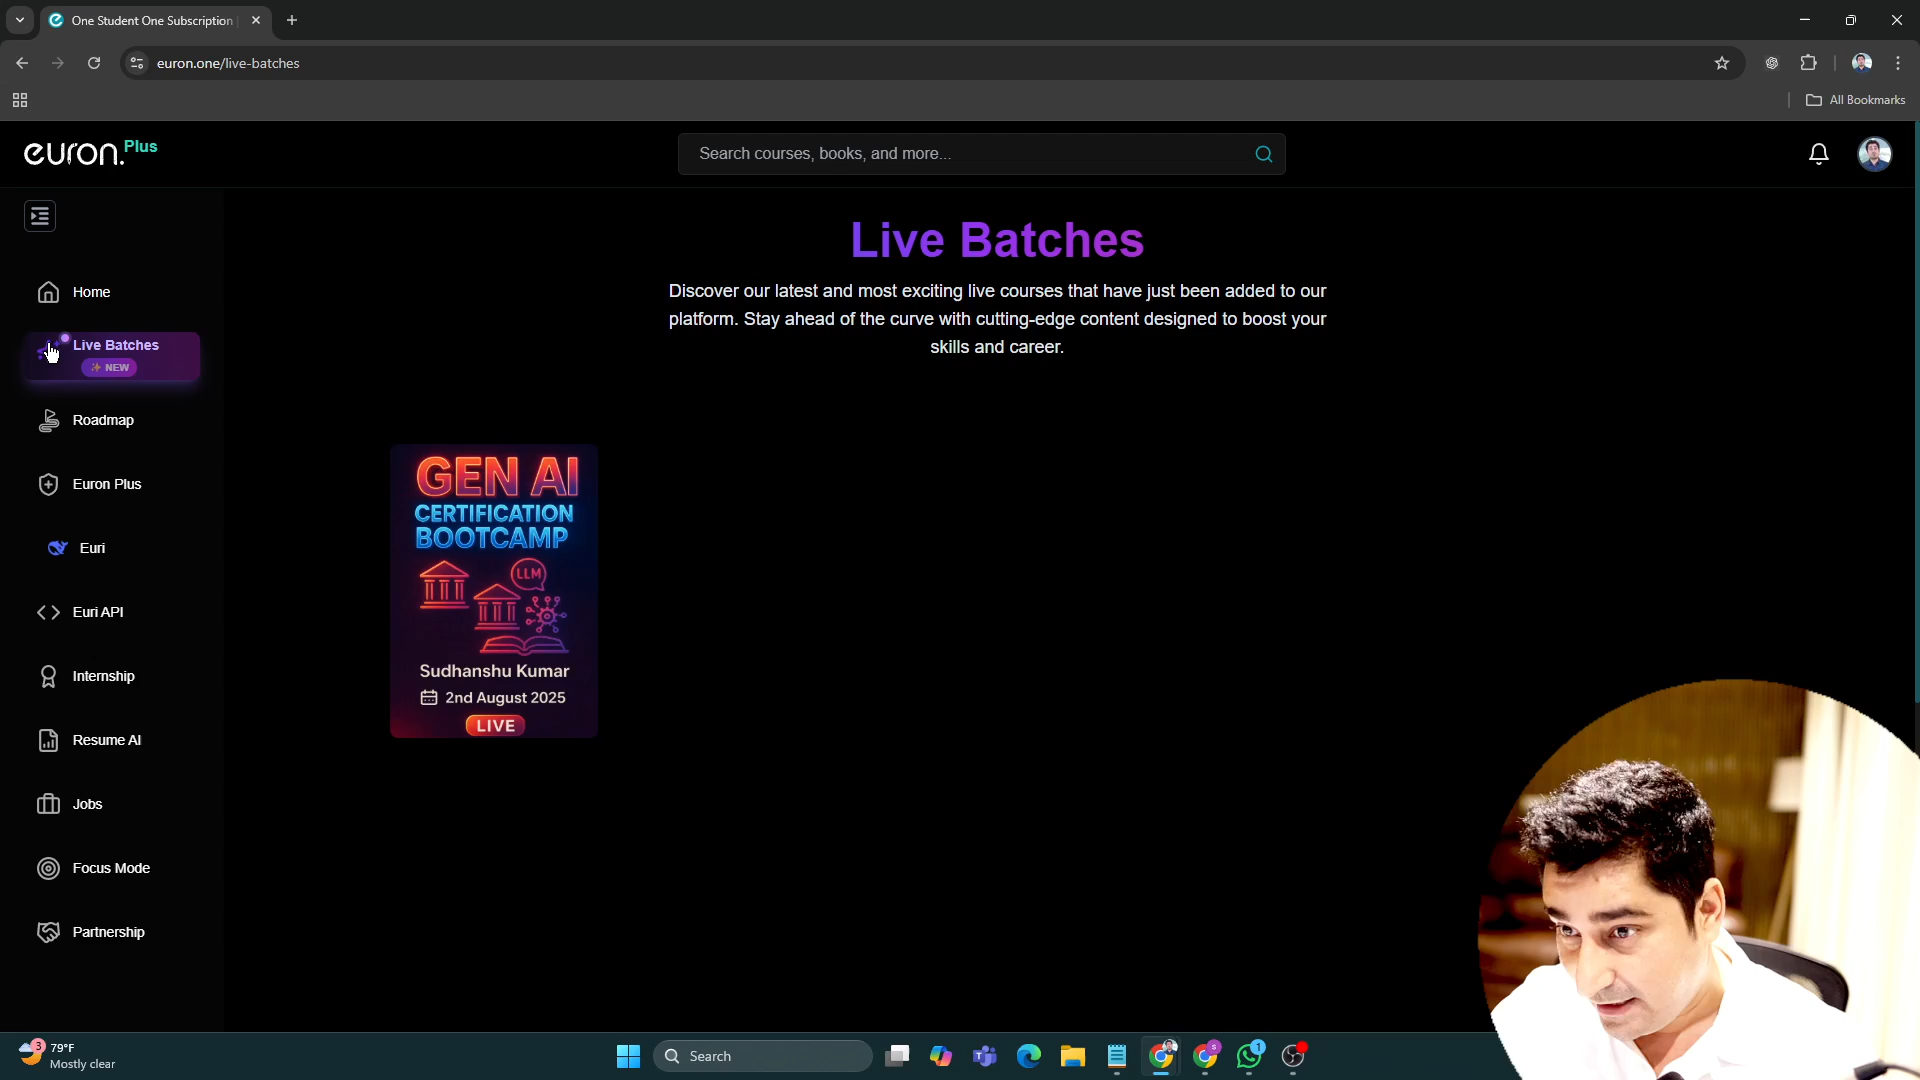 One Student One Subscription
euron.one/live-batches
All Bookmarks
euron.Plus
Search courses, books, and more...
Home
Live Batches
NEW
Roadmap
Euron Plus
Euri
Euri API
Internship
Resume AI
Jobs
Focus Mode
Partnership
Live Batches
Discover our latest and most exciting live courses that have just been added to our
platform. Stay ahead of the curve with cutting-edge content designed to boost your
skills and career.
GEN AI
CERTIFICATION
BOOTCAMP
LLM
Sudhanshu Kumar
2nd August 2025
LIVE
3
79°F
Mostly clear
Search
S
1